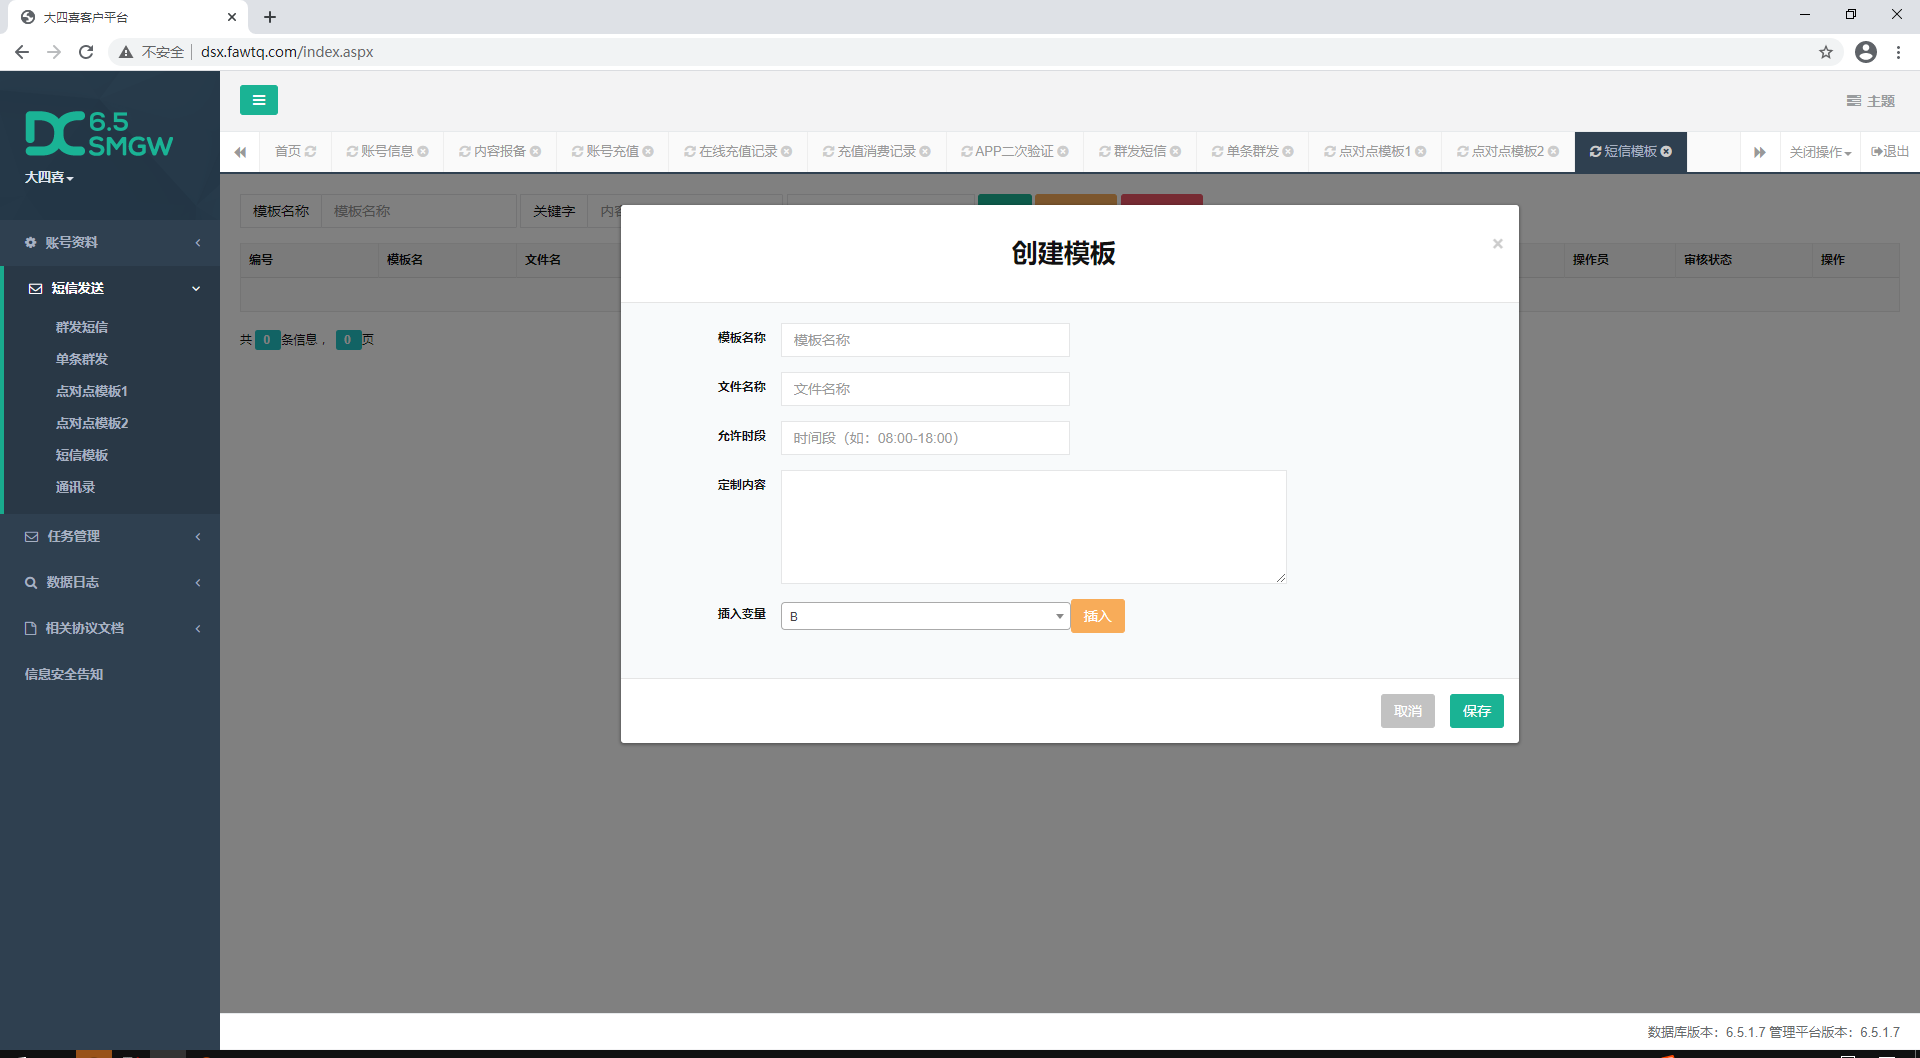 大四喜客户平台
不安全 dsx.fawtq.com/index.aspx
6.5
SMGW
大四喜
主题
首页 账号信息 内容报备 账号充值 在线充值记录 充值消费记录 APP二次验证 群发短信 单条群发 点对点模板1 点对点模板2 短信模板 关闭操作 退出
账号资料
短信发送
群发短信
单条群发
点对点模板1
点对点模板2
短信模板
通讯录
任务管理
数据日志
相关协议文档
信息安全告知
模板名称 模板名称 关键字 内容
编号 模板名 文件名 操作员 审核状态 操作
共 0 条信息， 0 页
创建模板
×
模板名称 模板名称
文件名称 文件名称
允许时段 时间段（如：08:00-18:00）
定制内容
插入变量 B 插入
取消 保存
数据库版本：6.5.1.7 管理平台版本：6.5.1.7